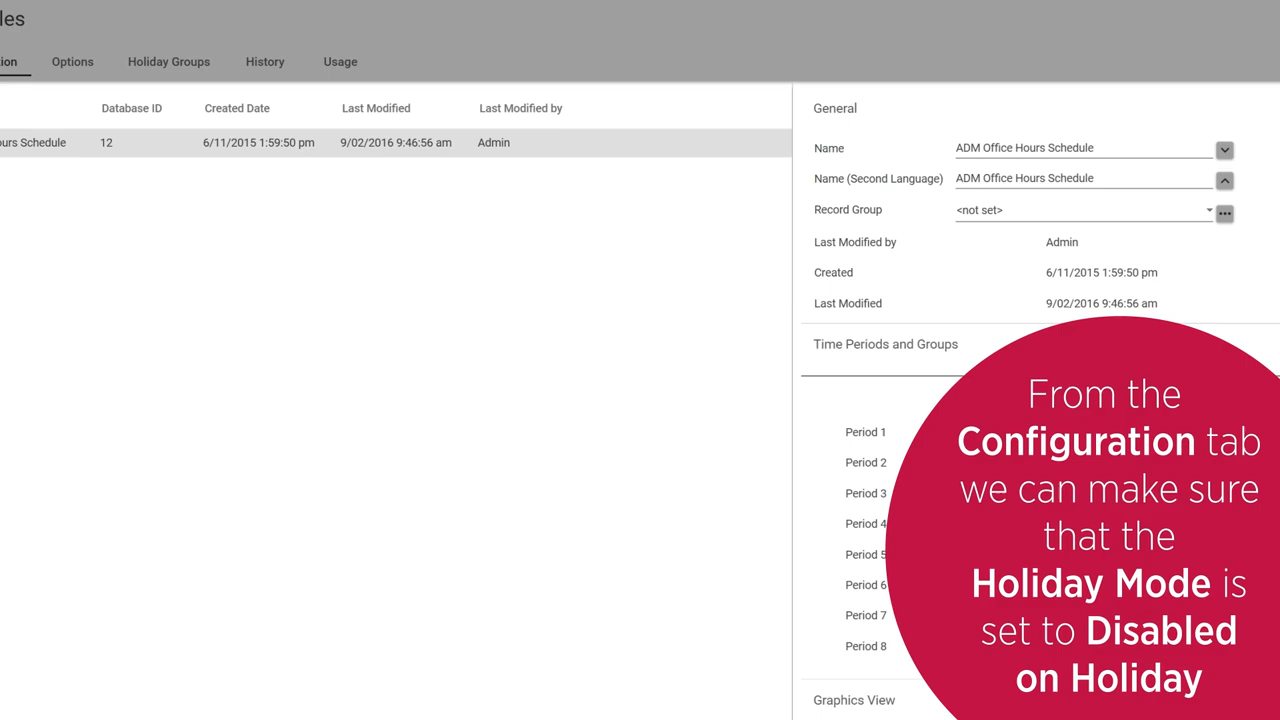 les
ion Options Holiday Groups History Usage
Database ID Created Date Last Modified Last Modified by
ours Schedule 12 6/11/2015 1:59:50 pm 9/02/2016 9:46:56 am Admin
General
Name ADM Office Hours Schedule
Name (Second Language) ADM Office Hours Schedule
Record Group <not set>
Last Modified by Admin
Created 6/11/2015 1:59:50 pm
Last Modified 9/02/2016 9:46:56 am
Time Periods and Groups
Period 1
Period 2
Period 3
Period 4
Period 5
Period 6
Period 7
Period 8
Graphics View
From the
Configuration tab
we can make sure
that the
Holiday Mode is
set to Disabled
on Holiday